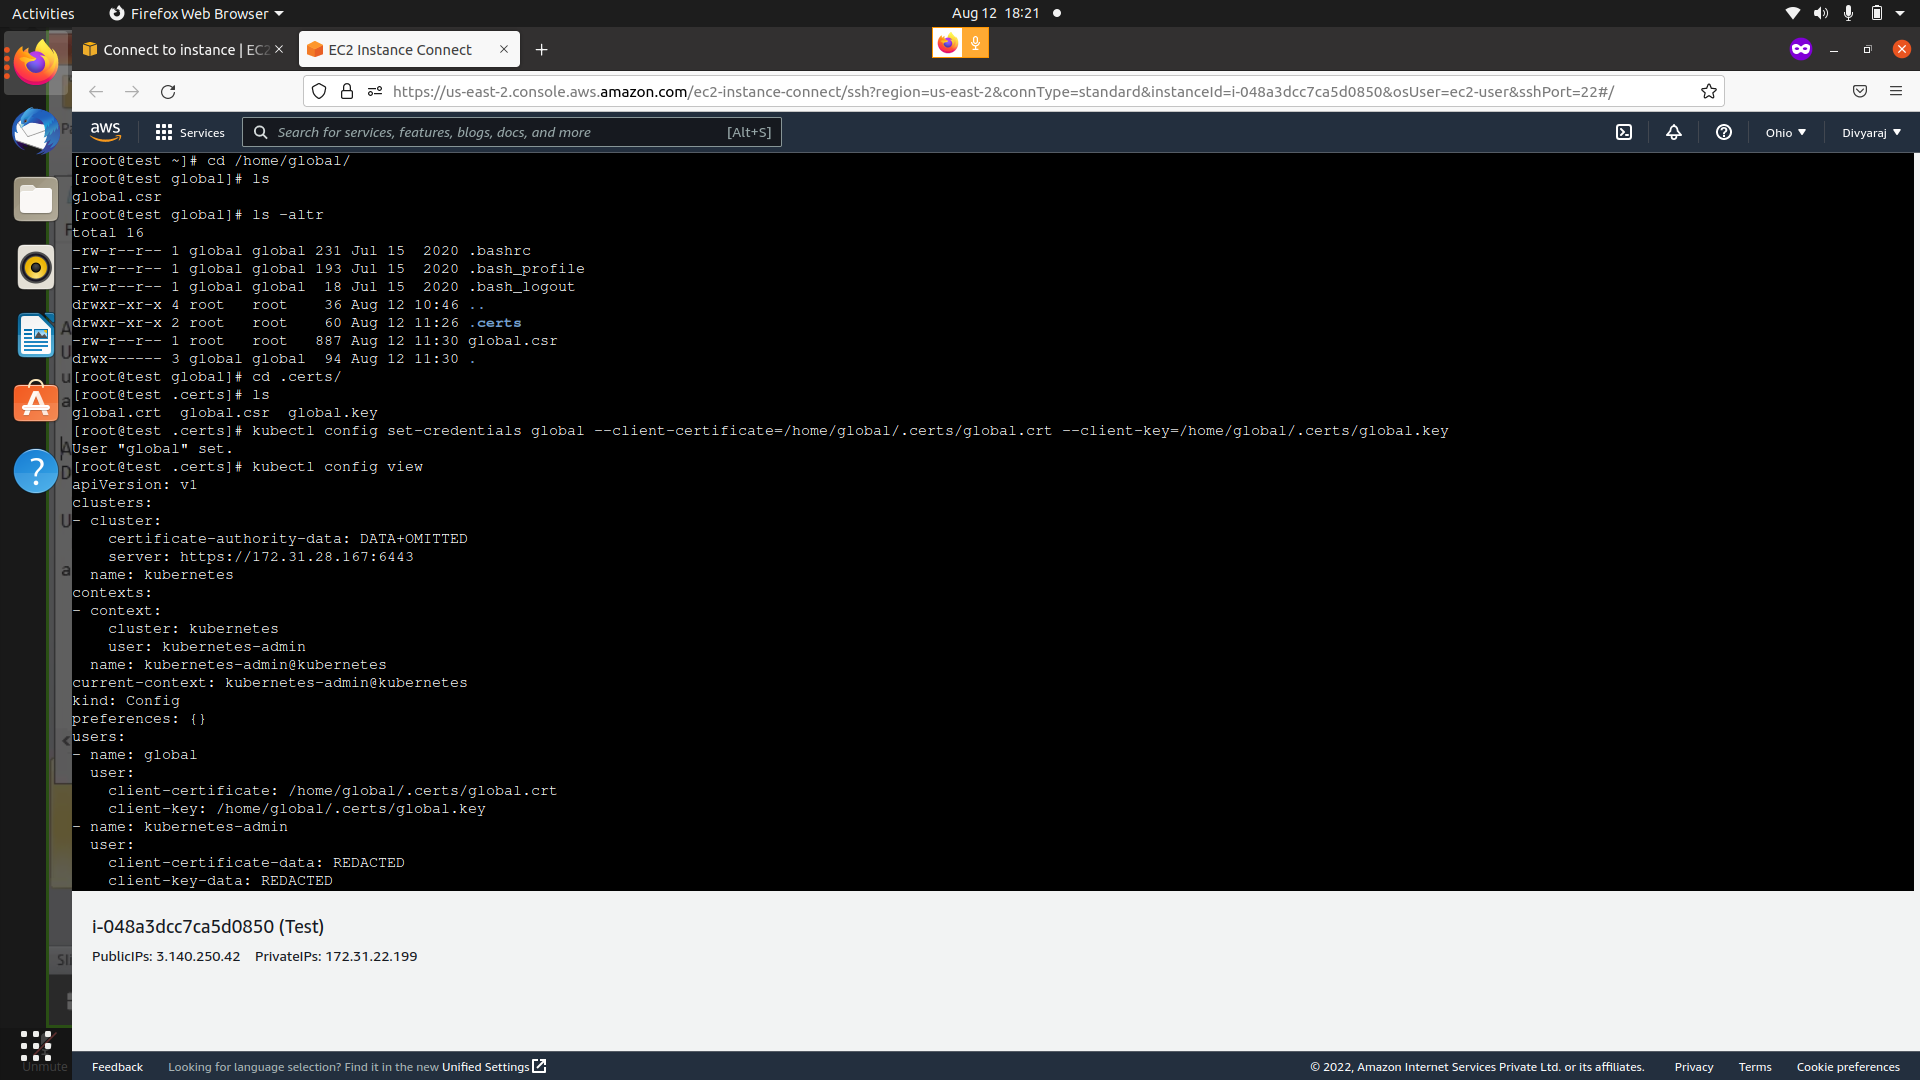 Activities
Firefox Web Browser
Aug 12 18:21
Connect to instance | EC2
EC2 Instance Connect
https://us-east-2.console.aws.amazon.com/ec2-instance-connect/ssh?region=us-east-2&connType=standard&instanceId=i-048a3dcc7ca5d0850&osUser=ec2-user&sshPort=22#/
aws
Services
Search for services, features, blogs, docs, and more
[Alt+S]
Ohio
Divyaraj
[root@test ~]# cd /home/global/
[root@test global]# ls
global.csr
[root@test global]# ls -altr
total 16
-rw-r--r-- 1 global global 231 Jul 15  2020 .bashrc
-rw-r--r-- 1 global global 193 Jul 15  2020 .bash_profile
-rw-r--r-- 1 global global  18 Jul 15  2020 .bash_logout
drwxr-xr-x 4 root   root    36 Aug 12 10:46 ..
drwxr-xr-x 2 root   root    60 Aug 12 11:26 .certs
-rw-r--r-- 1 root   root   887 Aug 12 11:30 global.csr
drwx------ 3 global global  94 Aug 12 11:30 .
[root@test global]# cd .certs/
[root@test .certs]# ls
global.crt  global.csr  global.key
[root@test .certs]# kubectl config set-credentials global --client-certificate=/home/global/.certs/global.crt --client-key=/home/global/.certs/global.key
User "global" set.
[root@test .certs]# kubectl config view
apiVersion: v1
clusters:
- cluster:
    certificate-authority-data: DATA+OMITTED
    server: https://172.31.28.167:6443
  name: kubernetes
contexts:
- context:
    cluster: kubernetes
    user: kubernetes-admin
  name: kubernetes-admin@kubernetes
current-context: kubernetes-admin@kubernetes
kind: Config
preferences: {}
users:
- name: global
  user:
    client-certificate: /home/global/.certs/global.crt
    client-key: /home/global/.certs/global.key
- name: kubernetes-admin
  user:
    client-certificate-data: REDACTED
    client-key-data: REDACTED
i-048a3dcc7ca5d0850 (Test)
PublicIPs: 3.140.250.42 PrivateIPs: 172.31.22.199
Unmute
Feedback
Looking for language selection? Find it in the new Unified Settings
© 2022, Amazon Internet Services Private Ltd. or its affiliates.
Privacy
Terms
Cookie preferences